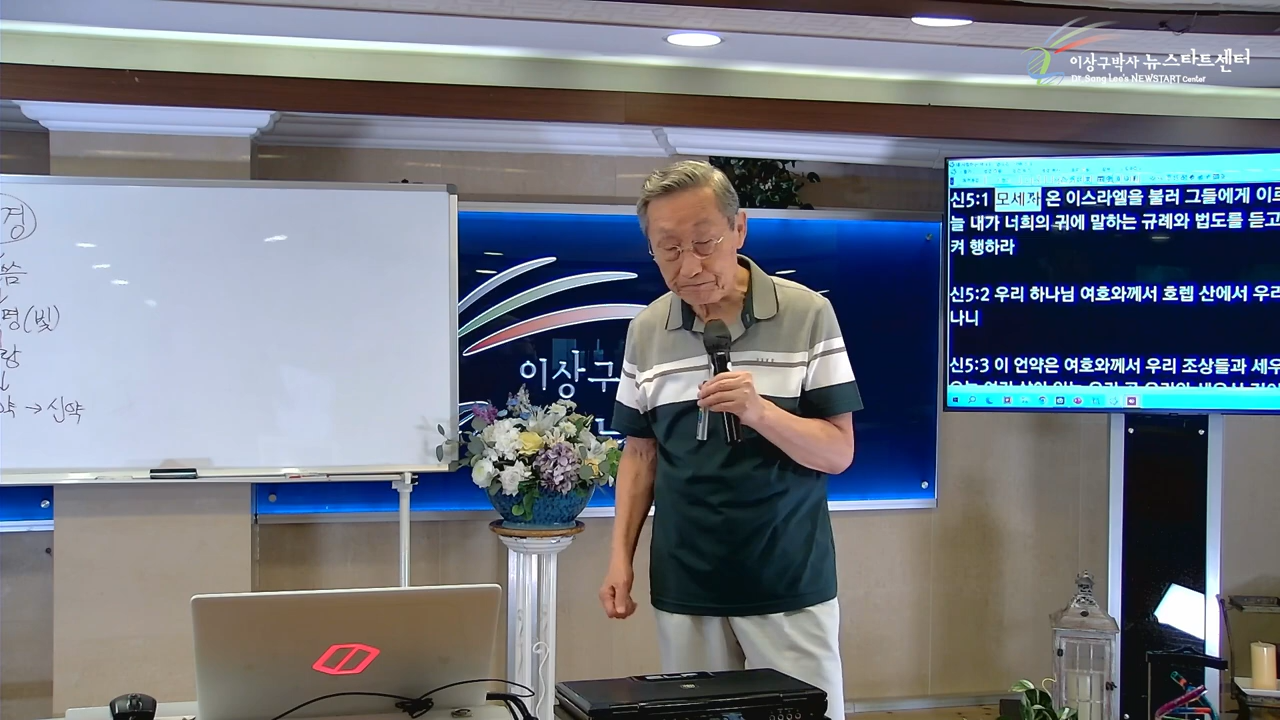 이상구박사 뉴스타트센터
Dr. Sang Lee's NEWSTART Center
경
씀
명(빛)
랑
약 → 신약
이상구
신5:1 모세가 온 이스라엘을 불러 그들에게 이르
늘 내가 너희의 귀에 말하는 규례와 법도를 듣고
켜 행하라
신5:2 우리 하나님 여호와께서 호렙 산에서 우리
나니
신5:3 이 언약은 여호와께서 우리 조상들과 세우